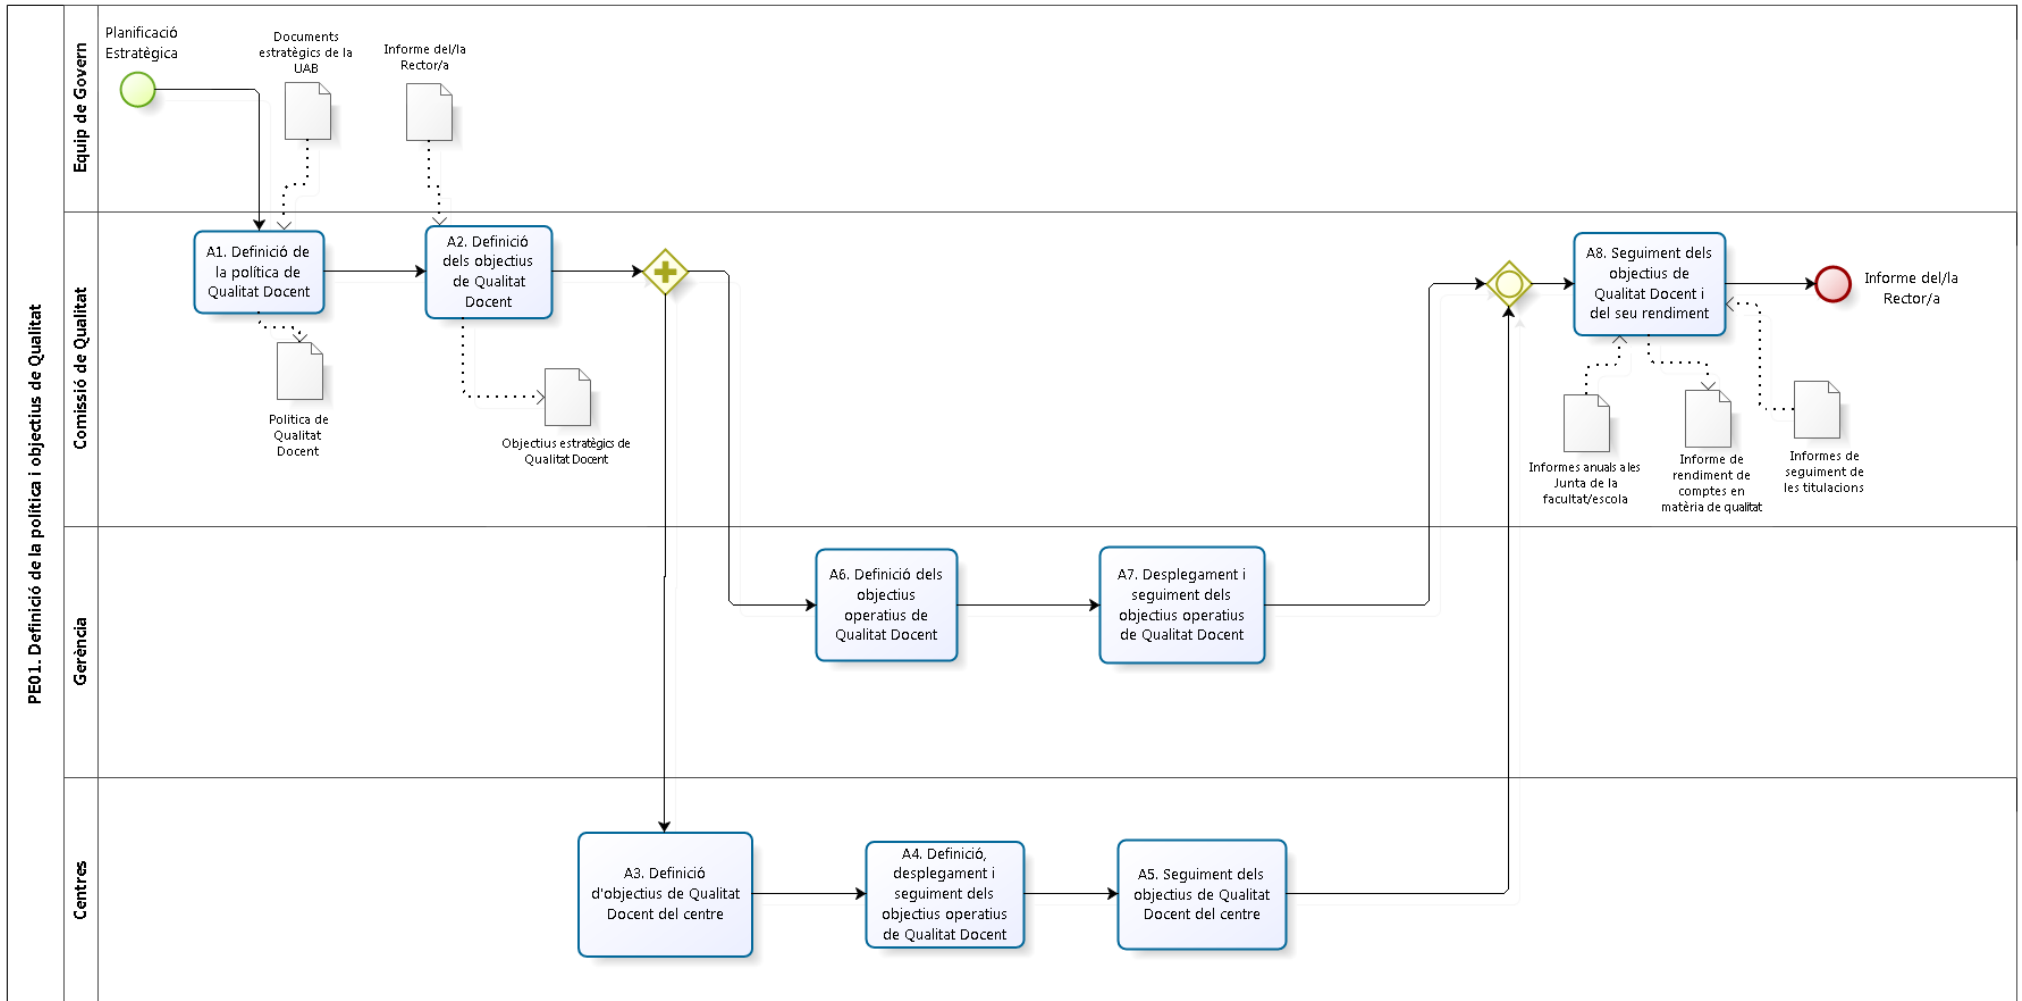 PE01. Definició de la política i objectius de Qualitat
Equip de Govern
Planificació
Estratègica
Documents
estratègics de la
UAB
Informe del/la
Rector/a
Comissió de Qualitat
A1. Definició de
la política de
Qualitat Docent
Politica de
Qualitat
Docent
A2. Definició
dels objectius
de Qualitat
Docent
Objectius estratègics de
Qualitat Docent
A8. Seguiment dels
objectius de
Qualitat Docent i
del seu rendiment
Informe del/la
Rector/a
Informes anuals a les
Junta de la
facultat/escola
Informe de
rendiment de
comptes en
matèria de qualitat
Informes de
seguiment de
les titulacions
Gerència
A6. Definició dels
objectius
operatius de
Qualitat Docent
A7. Desplegament i
seguiment dels
objectius operatius
de Qualitat Docent
Centres
A3. Definició
d'objectius de Qualitat
Docent del centre
A4. Definició,
desplegament i
seguiment dels
objectius operatius
de Qualitat Docent
A5. Seguiment dels
objectius de Qualitat
Docent del centre